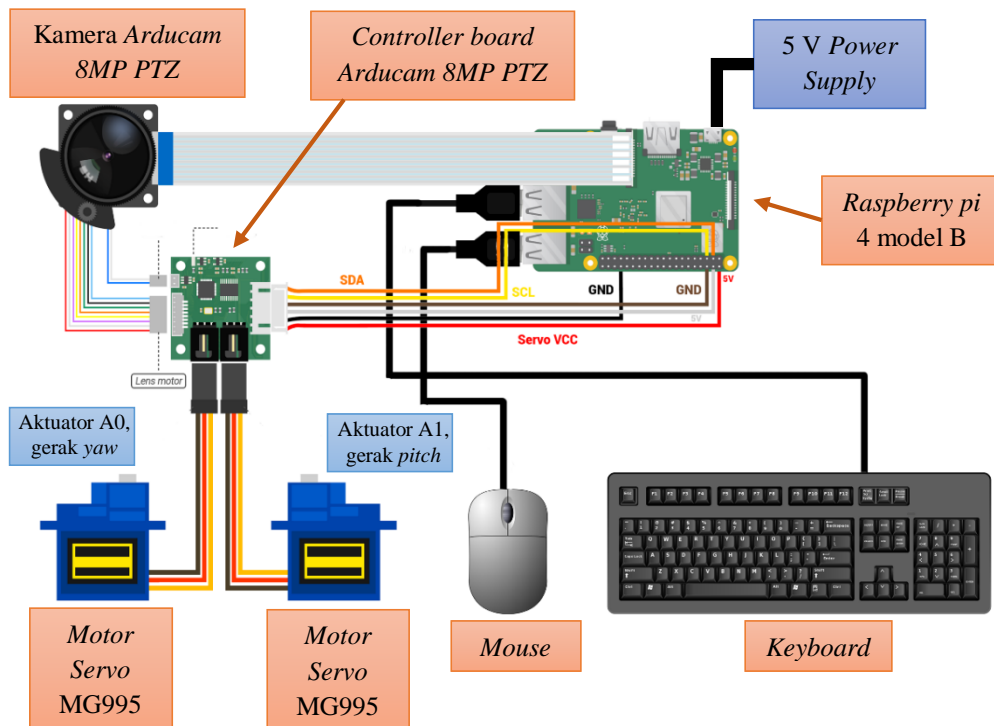 Kamera Arducam
8MP PTZ
Controller board
Arducam 8MP PTZ
5 V Power
Supply
Raspberry pi
4 model B
SDA
SCL
GND
GND
5V
5V
Servo VCC
Lens motor
Aktuator A0,
gerak yaw
Aktuator A1,
gerak pitch
Motor
Servo
MG995
Motor
Servo
MG995
Mouse
Keyboard